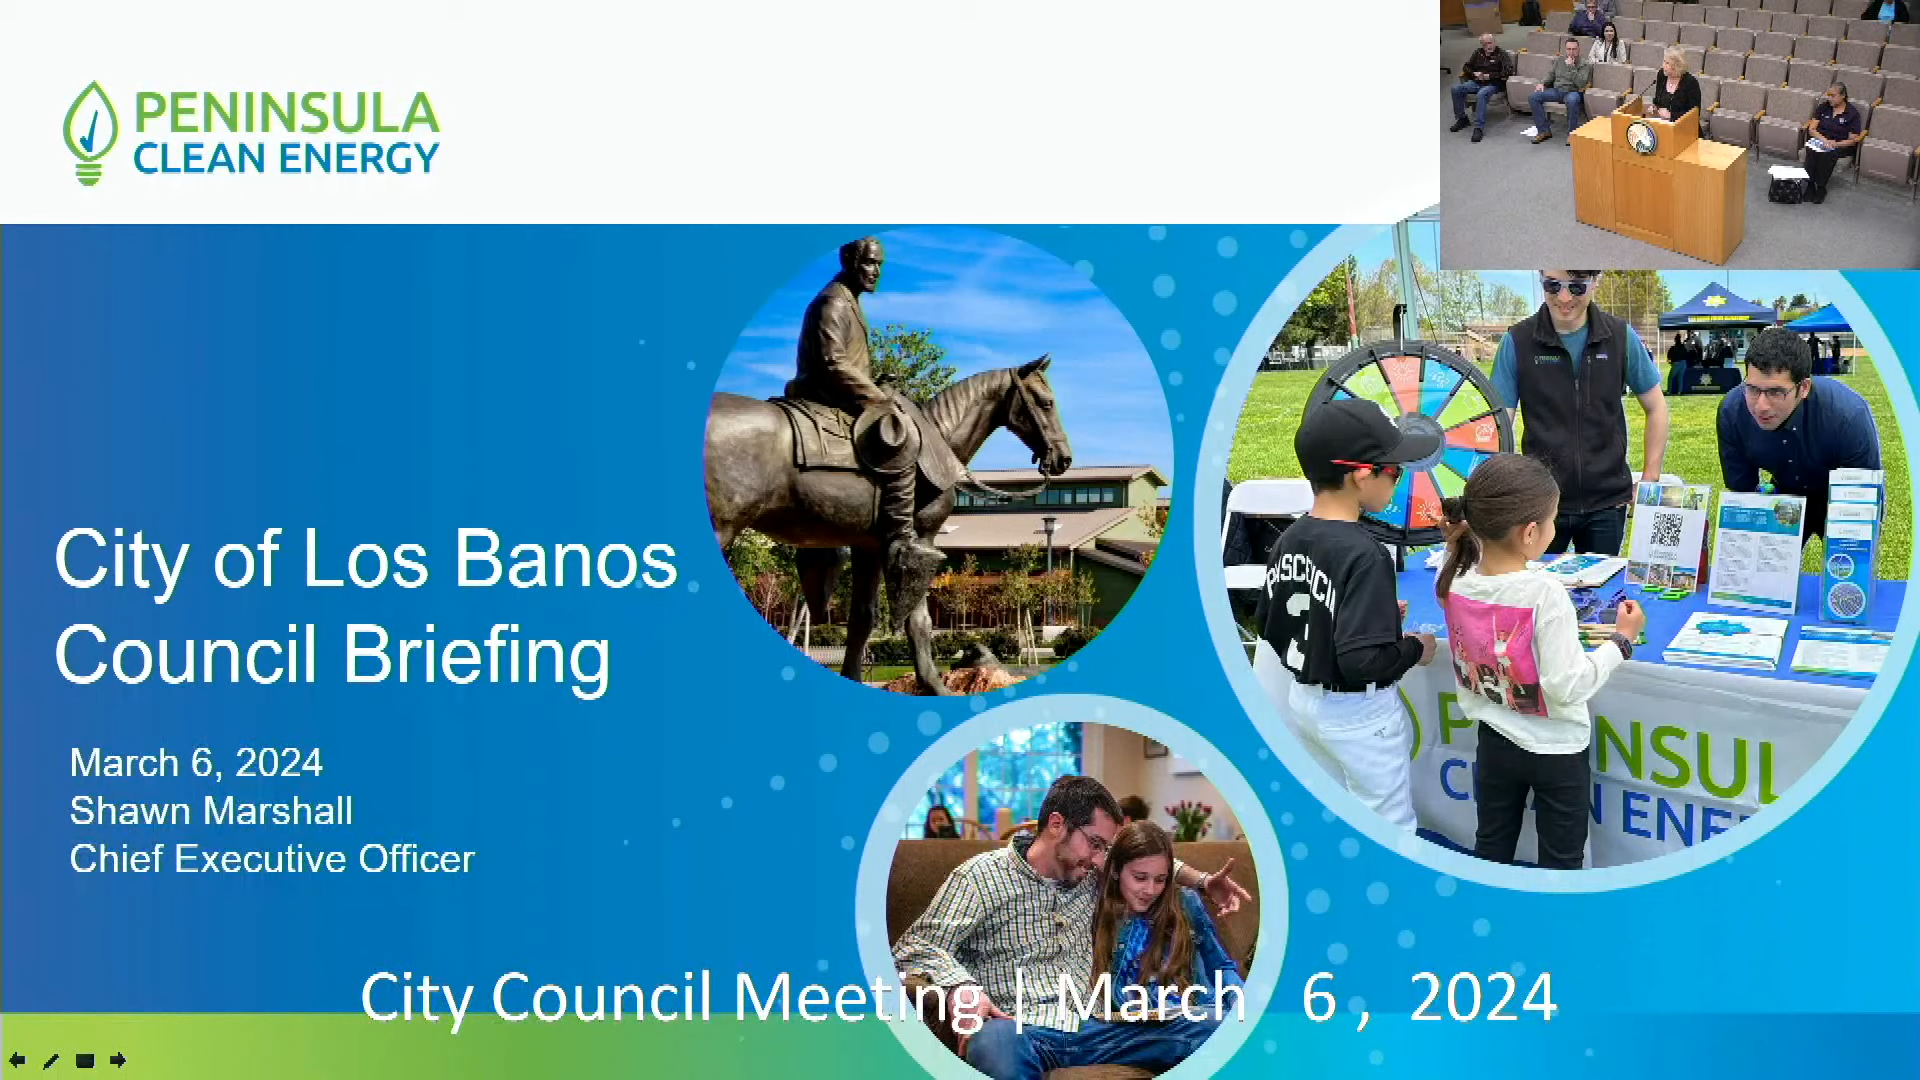 PENINSULA
CLEAN ENERGY
City of Los Banos
Council Briefing
March 6, 2024
Shawn Marshall
Chief Executive Officer
3
City Council Meeting | March 6, 2024